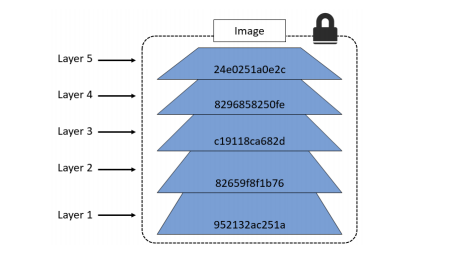 Image
Layer 5
24e0251a0e2c
Layer 4
8296858250fe
Layer 3
c19118ca682d
Layer 2
82659f8f1b76
Layer 1
952132ac251a